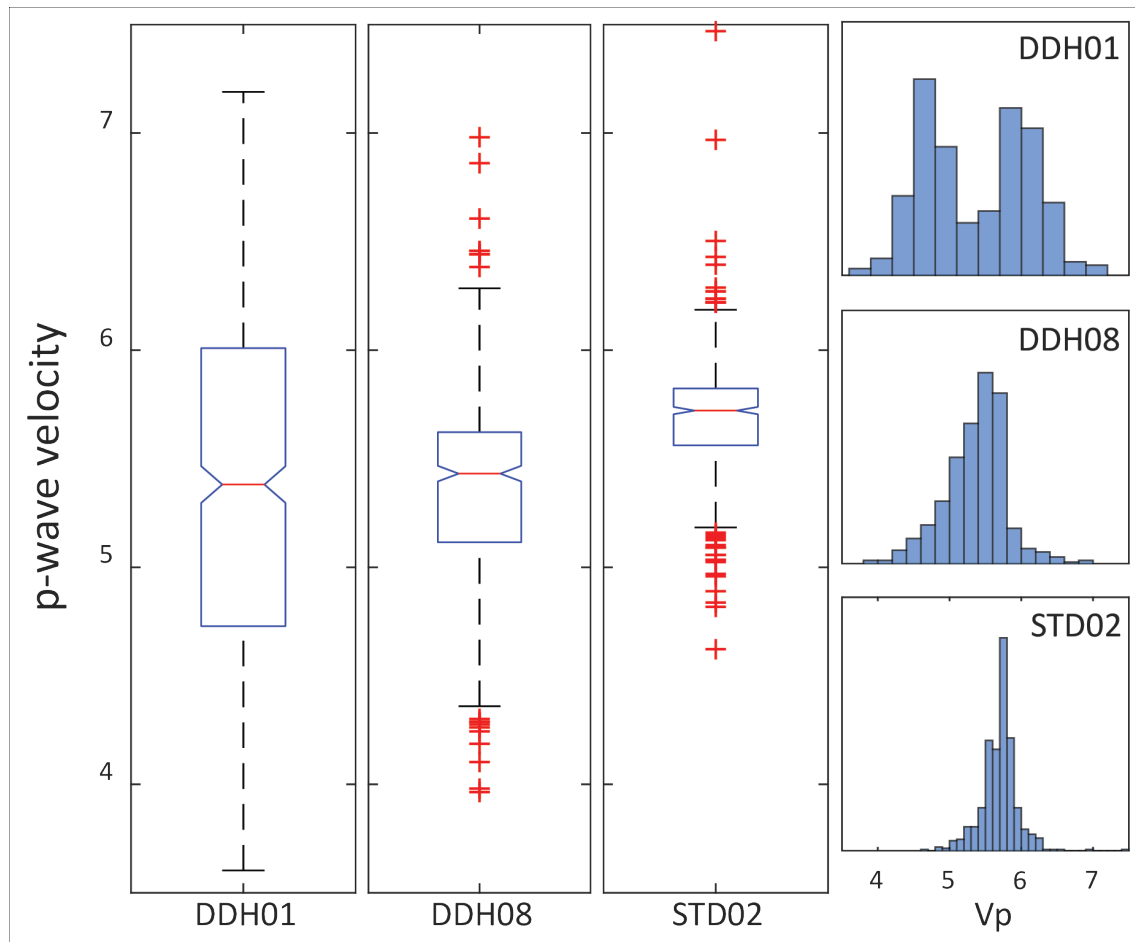 p-wave velocity
7
6
5
4
DDH01
DDH08
STD02
DDH01
DDH08
STD02
4 5 6 7
Vp